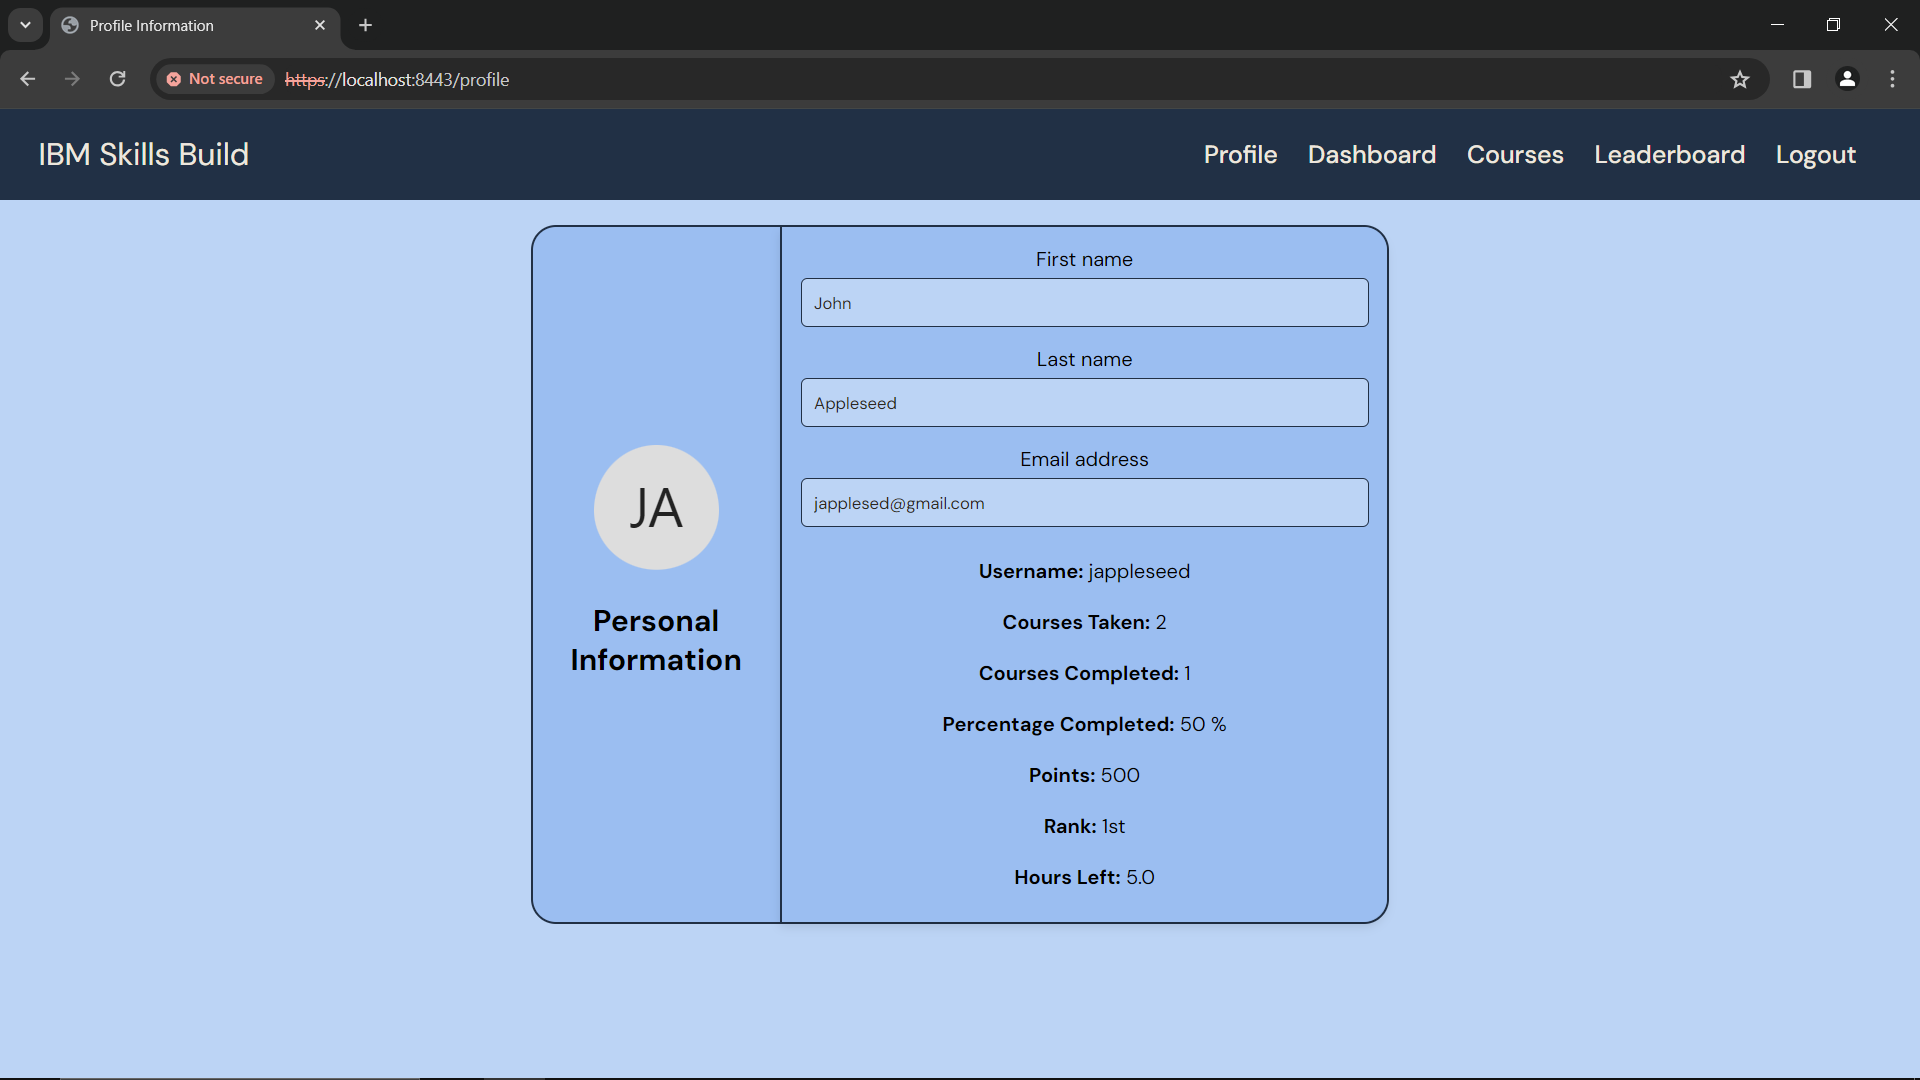 Profile Information
Not secure https://localhost:8443/profile
IBM Skills Build
Profile Dashboard Courses Leaderboard Logout
JA
Personal
Information
First name
John
Last name
Appleseed
Email address
japplesed@gmail.com
Username: jappleseed
Courses Taken: 2
Courses Completed: 1
Percentage Completed: 50 %
Points: 500
Rank: 1st
Hours Left: 5.0